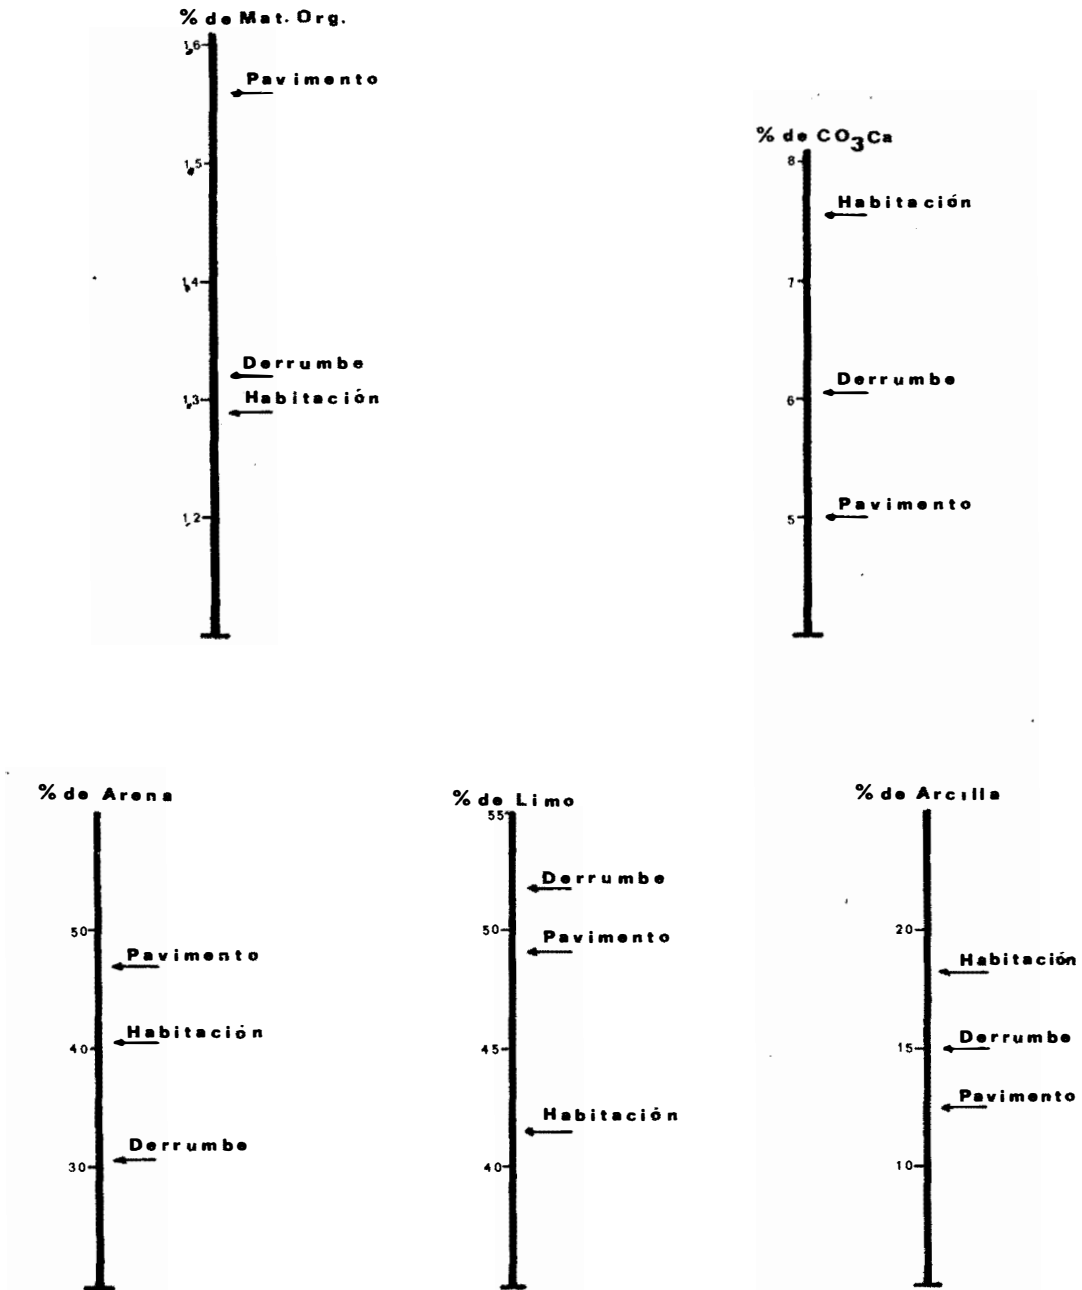 % de Mat. Org.
1,6
Pavimento
1,5
1,4
Derrumbe
1,3
Habitación
1,2
% de CO3Ca
8
Habitación
7
Derrumbe
6
Pavimento
5
% de Arena
50
Pavimento
Habitación
40
Derrumbe
30
% de Limo
55
Derrumbe
50
Pavimento
45
Habitación
40
% de Arcilla
20
Habitación
Derrumbe
15
Pavimento
10